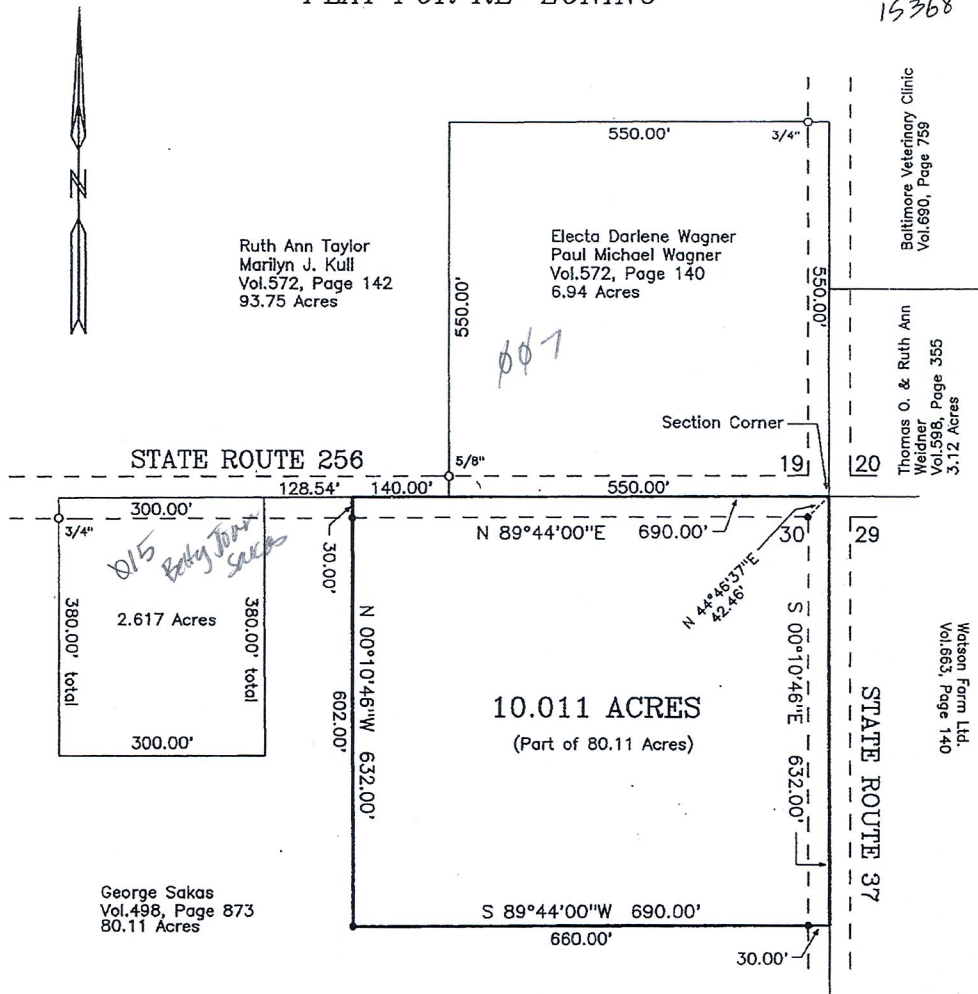 PLAT FOR RE-ZONING
15368
N
550.00'
3/4"
Baltimore Veterinary Clinic
Vol.690, Page 759
Ruth Ann Taylor
Marilyn J. Kull
Vol.572, Page 142
93.75 Acres
Electa Darlene Wagner
Paul Michael Wagner
Vol.572, Page 140
6.94 Acres
550.00'
550.00'
007
Thomas O. & Ruth Ann
Weidner
Vol.598, Page 355
3.12 Acres
Section Corner
STATE ROUTE 256
5/8"
19
20
128.54'
140.00'
550.00'
300.00'
3/4"
N 89°44'00"E 690.00'
30
29
015 Betty Joan
Sakas
30.00'
N 44°46'37"E
42.46'
2.617 Acres
380.00' total
380.00' total
300.00'
N 00°10'46"W 632.00'
602.00'
S 00°10'46"E 632.00'
10.011 ACRES
(Part of 80.11 Acres)
STATE ROUTE 37
Watson Farm Ltd.
Vol.663, Page 140
George Sakas
Vol.498, Page 873
80.11 Acres
S 89°44'00"W 690.00'
660.00'
30.00'